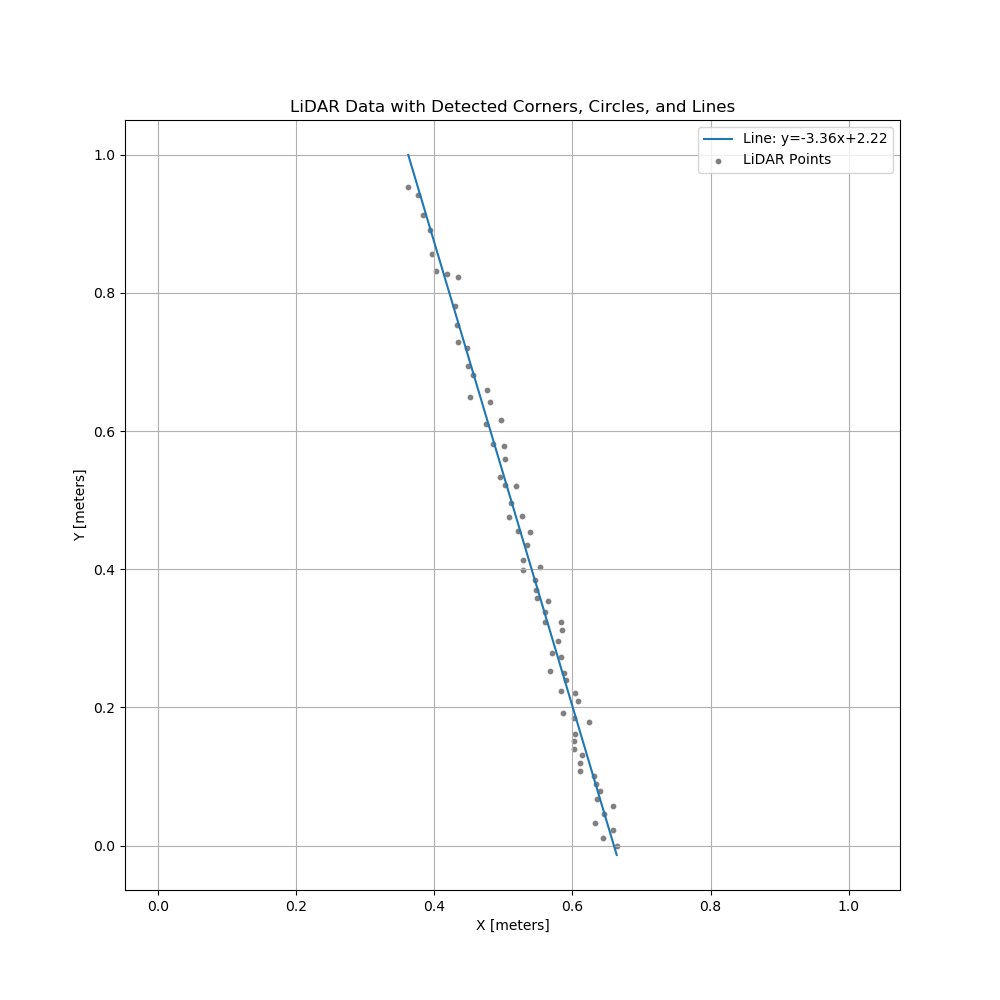 LiDAR Data with Detected Corners, Circles, and Lines
Line: y=-3.36x+2.22
LiDAR Points
1.0
0.8
0.6
0.4
0.2
0.0
Y [meters]
0.0 0.2 0.4 0.6 0.8 1.0
X [meters]